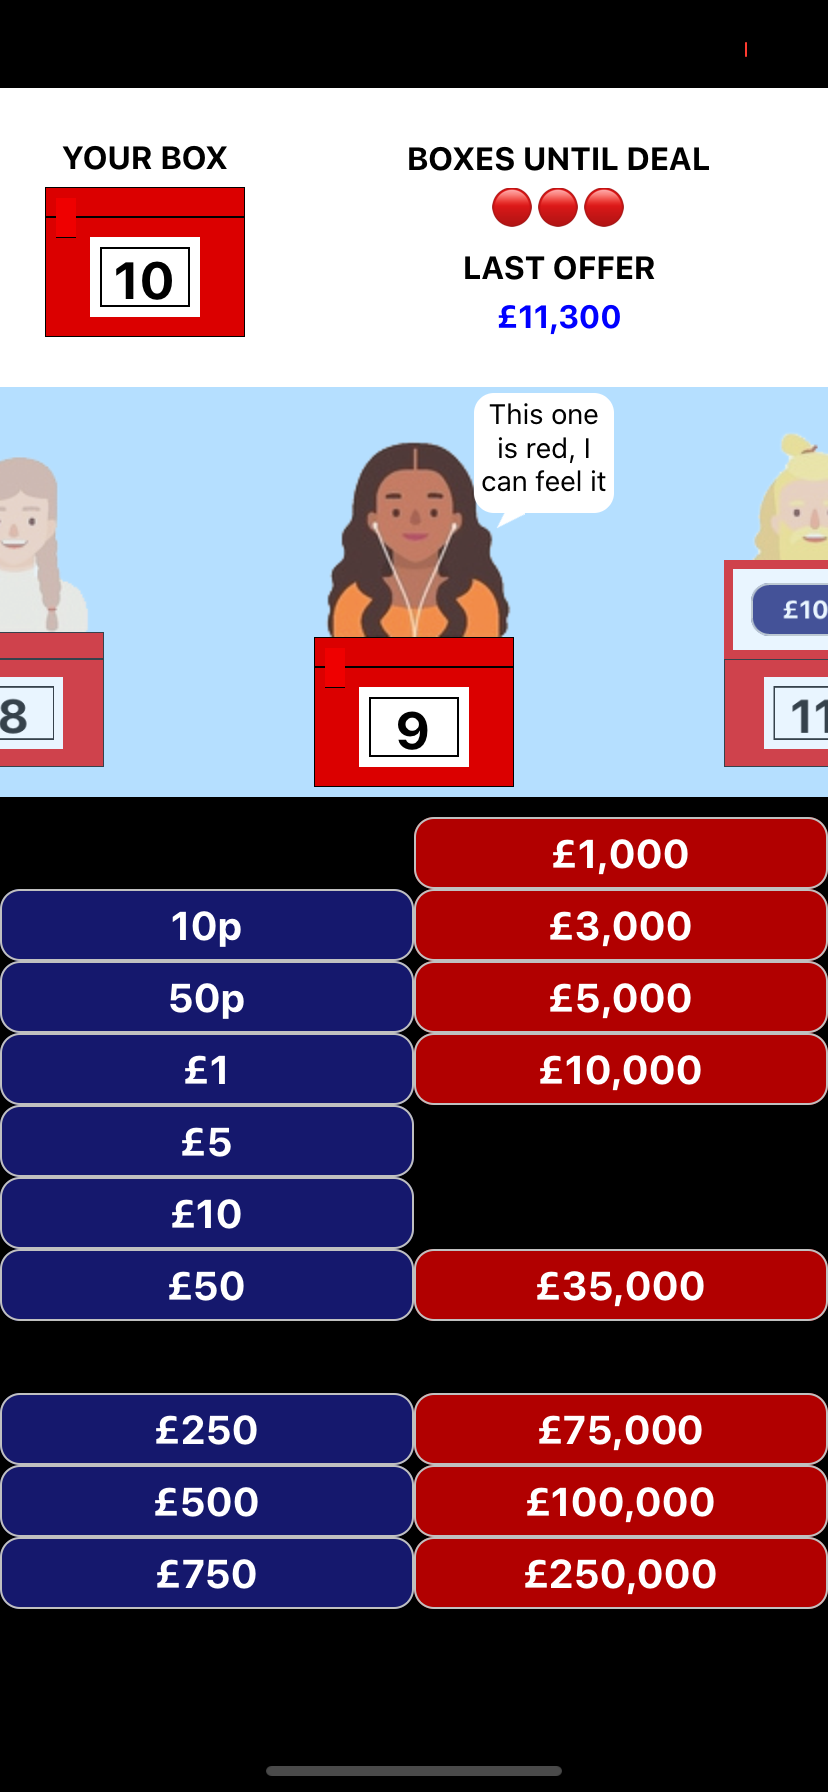 YOUR BOX
10
BOXES UNTIL DEAL
LAST OFFER
£11,300
This one
is red, I
can feel it
8
9
£10
11
£1,000
10p
£3,000
50p
£5,000
£1
£10,000
£5
£10
£50
£35,000
£250
£75,000
£500
£100,000
£750
£250,000